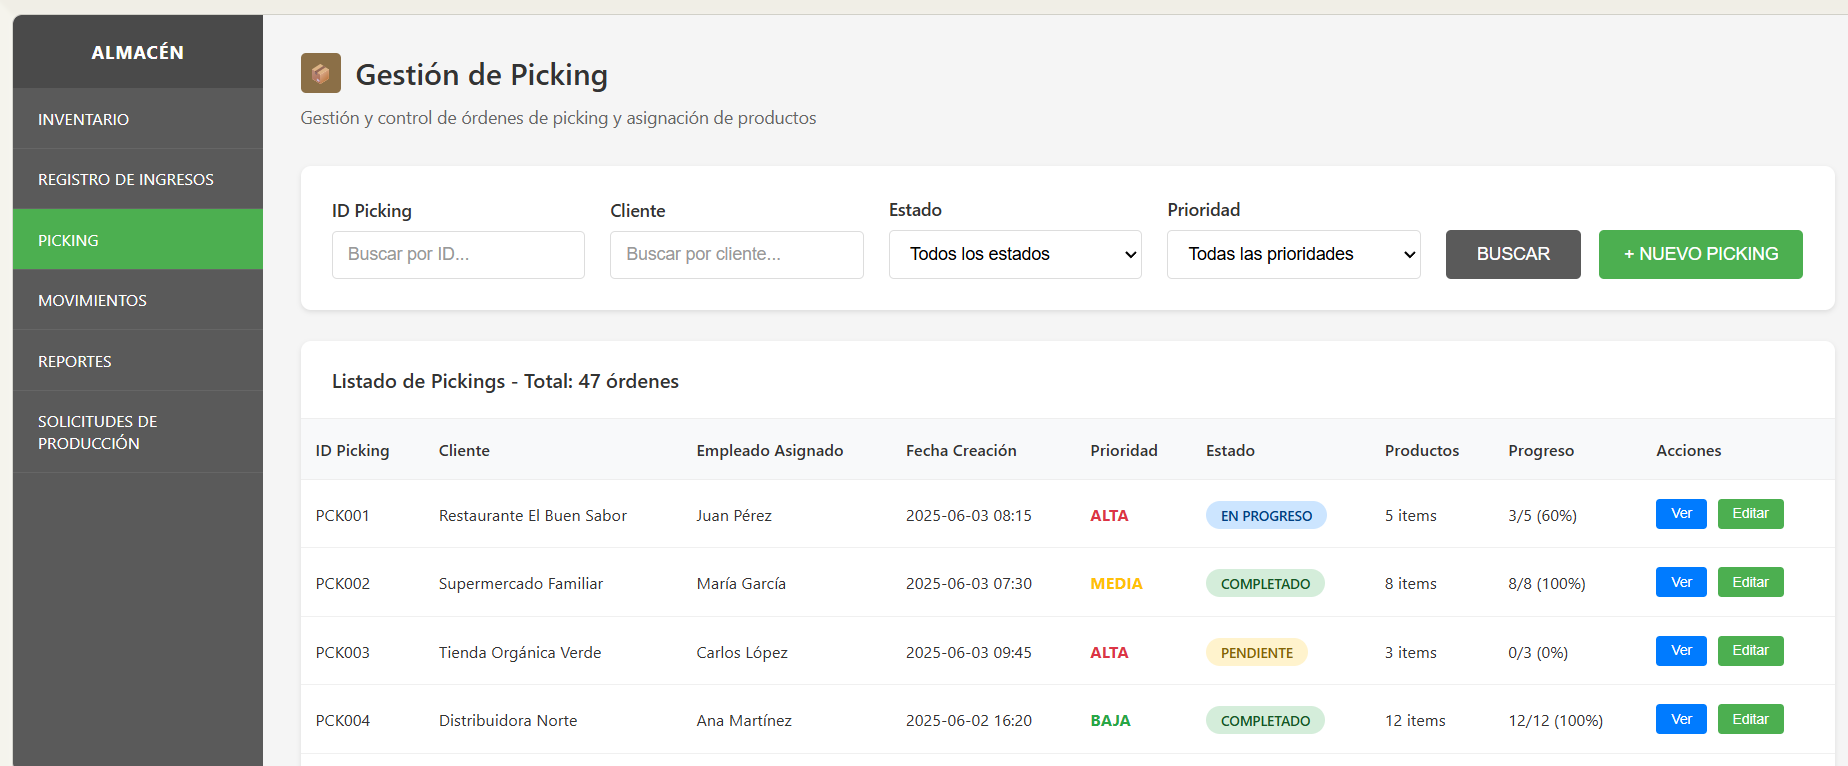 ALMACÉN
INVENTARIO
REGISTRO DE INGRESOS
PICKING
MOVIMIENTOS
REPORTES
SOLICITUDES DE
PRODUCCIÓN
Gestión de Picking
Gestión y control de órdenes de picking y asignación de productos
ID Picking Cliente Estado Prioridad
Buscar por ID... Buscar por cliente... Todos los estados Todas las prioridades BUSCAR + NUEVO PICKING
Listado de Pickings - Total: 47 órdenes
ID Picking Cliente Empleado Asignado Fecha Creación Prioridad Estado Productos Progreso Acciones
PCK001 Restaurante El Buen Sabor Juan Pérez 2025-06-03 08:15 ALTA EN PROGRESO 5 items 3/5 (60%) Ver Editar
PCK002 Supermercado Familiar María García 2025-06-03 07:30 MEDIA COMPLETADO 8 items 8/8 (100%) Ver Editar
PCK003 Tienda Orgánica Verde Carlos López 2025-06-03 09:45 ALTA PENDIENTE 3 items 0/3 (0%) Ver Editar
PCK004 Distribuidora Norte Ana Martínez 2025-06-02 16:20 BAJA COMPLETADO 12 items 12/12 (100%) Ver Editar